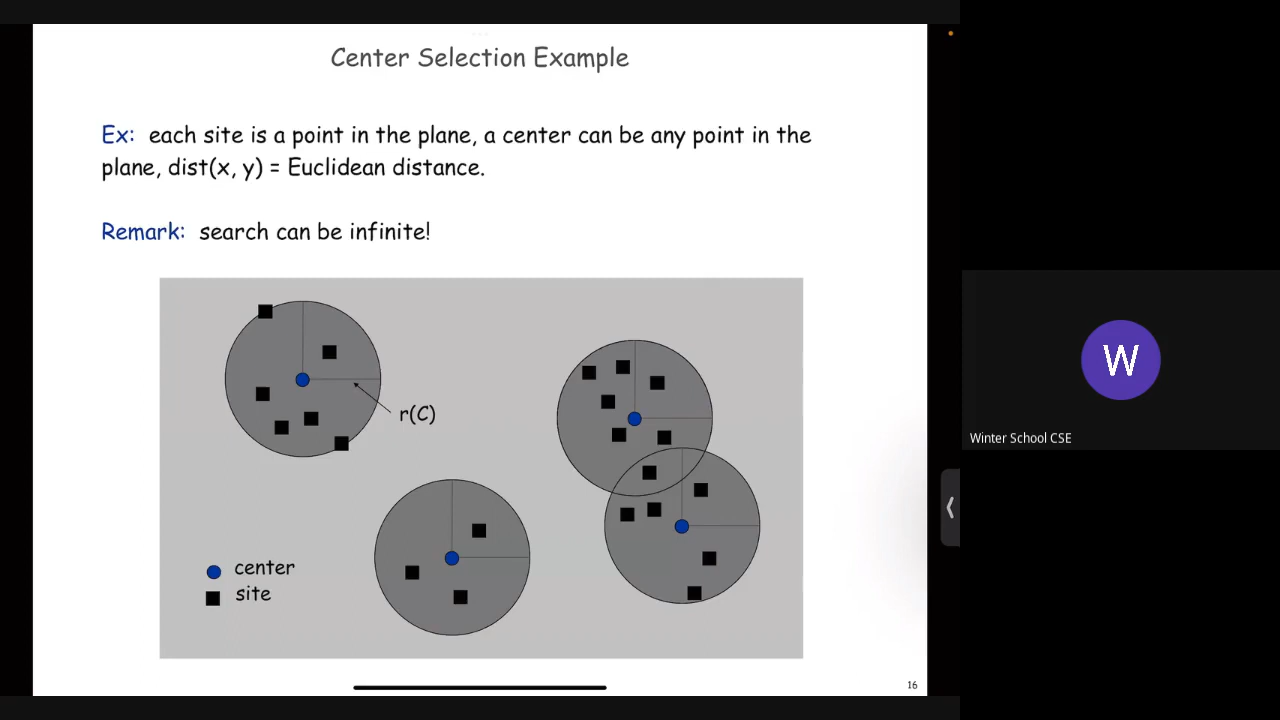 Center Selection Example
Ex: each site is a point in the plane, a center can be any point in the
plane, dist(x, y) = Euclidean distance.
Remark: search can be infinite!
r(C)
center
site
16
W
Winter School CSE